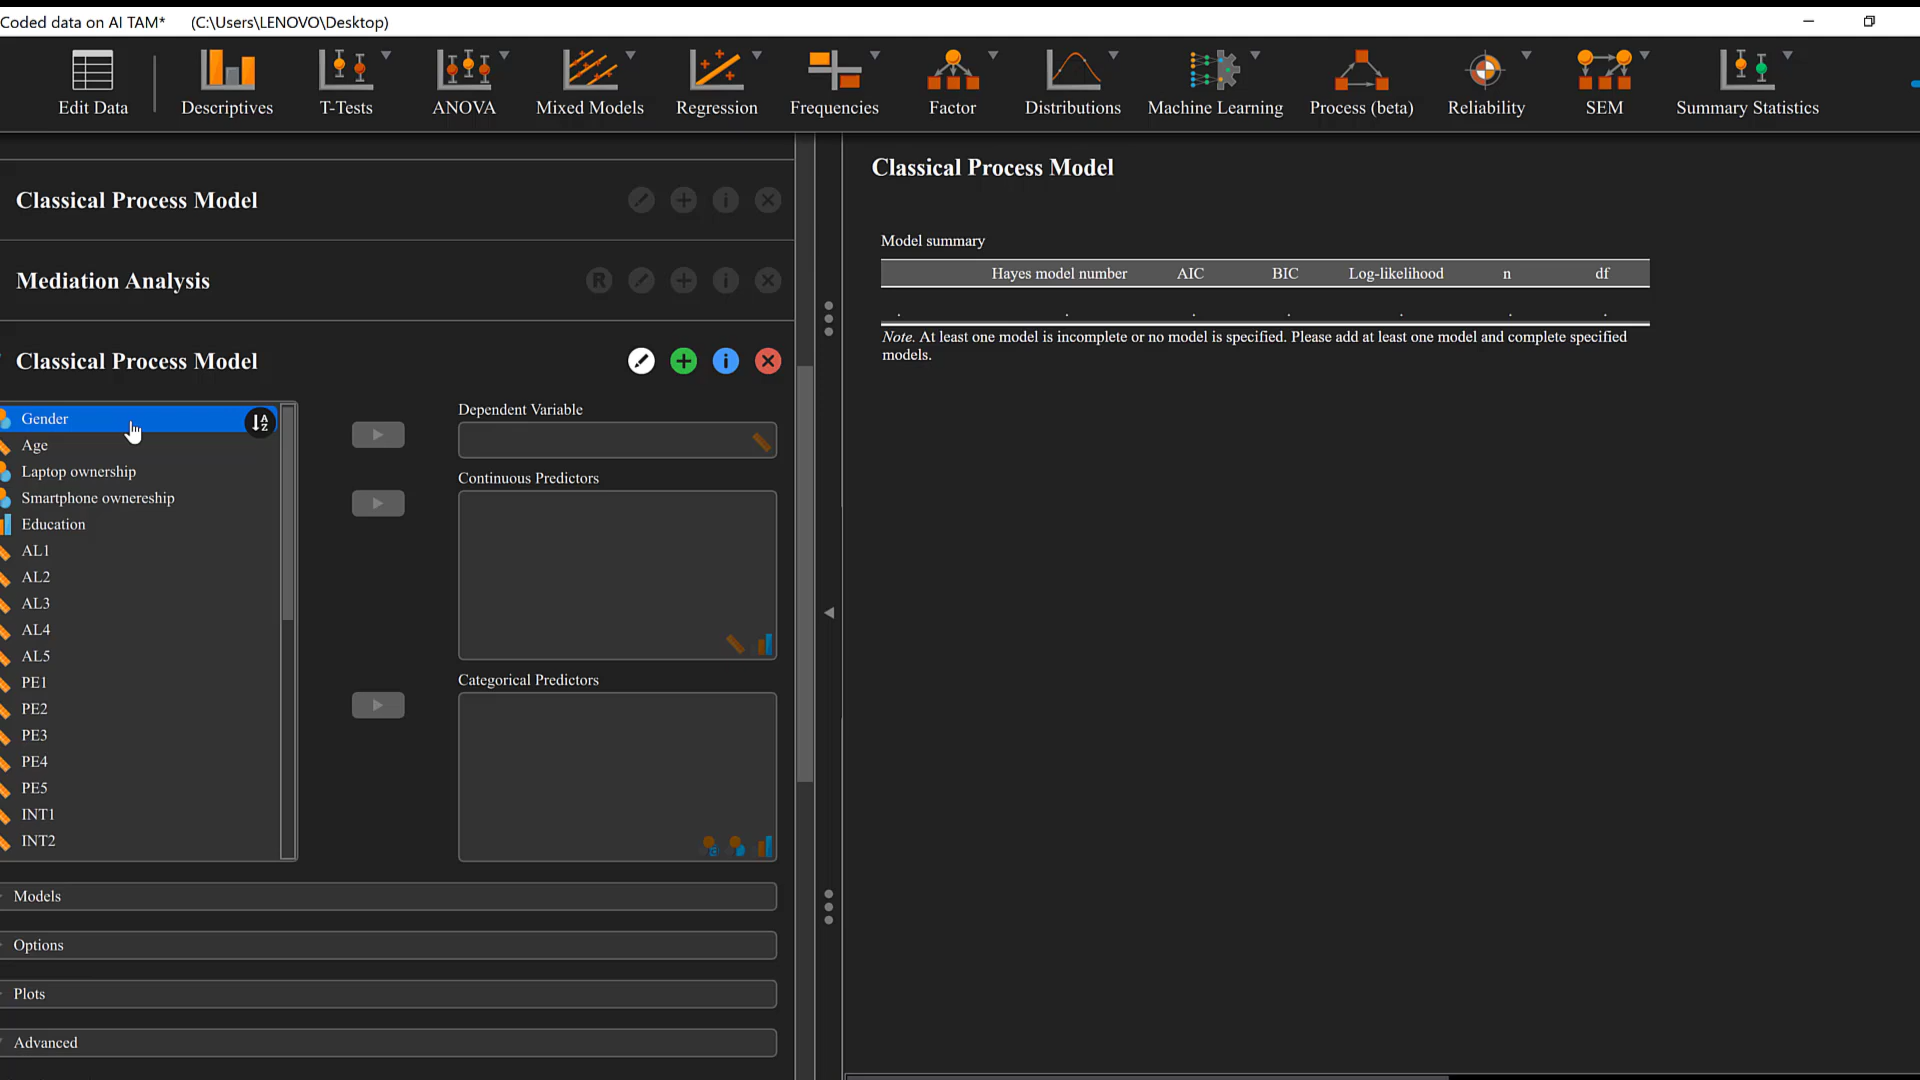 Coded data on AI TAM* (C:\Users\LENOVO\Desktop)
Edit Data
Descriptives
T-Tests
ANOVA
Mixed Models
Regression
Frequencies
Factor
Distributions
Machine Learning
Process (beta)
Reliability
SEM
Summary Statistics
Classical Process Model
Mediation Analysis
R
Classical Process Model
Gender
Age
Laptop ownership
Smartphone ownereship
Education
AL1
AL2
AL3
AL4
AL5
PE1
PE2
PE3
PE4
PE5
INT1
INT2
Dependent Variable
Continuous Predictors
Categorical Predictors
Models
Options
Plots
Advanced
Classical Process Model
Model summary
Hayes model number AIC BIC Log-likelihood n df
. . . . . . .
Note. At least one model is incomplete or no model is specified. Please add at least one model and complete specified
models.